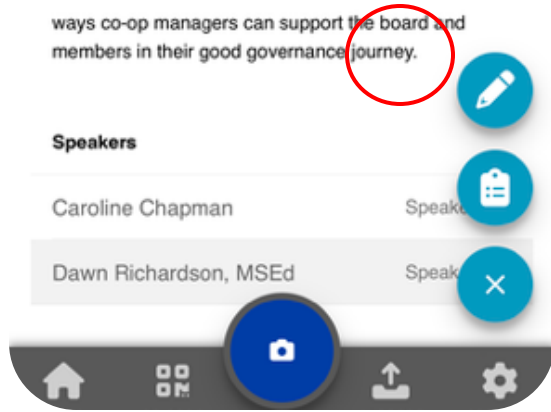 ways co-op managers can support the board and
members in their good governance journey.
Speakers
Caroline Chapman
Dawn Richardson, MSEd